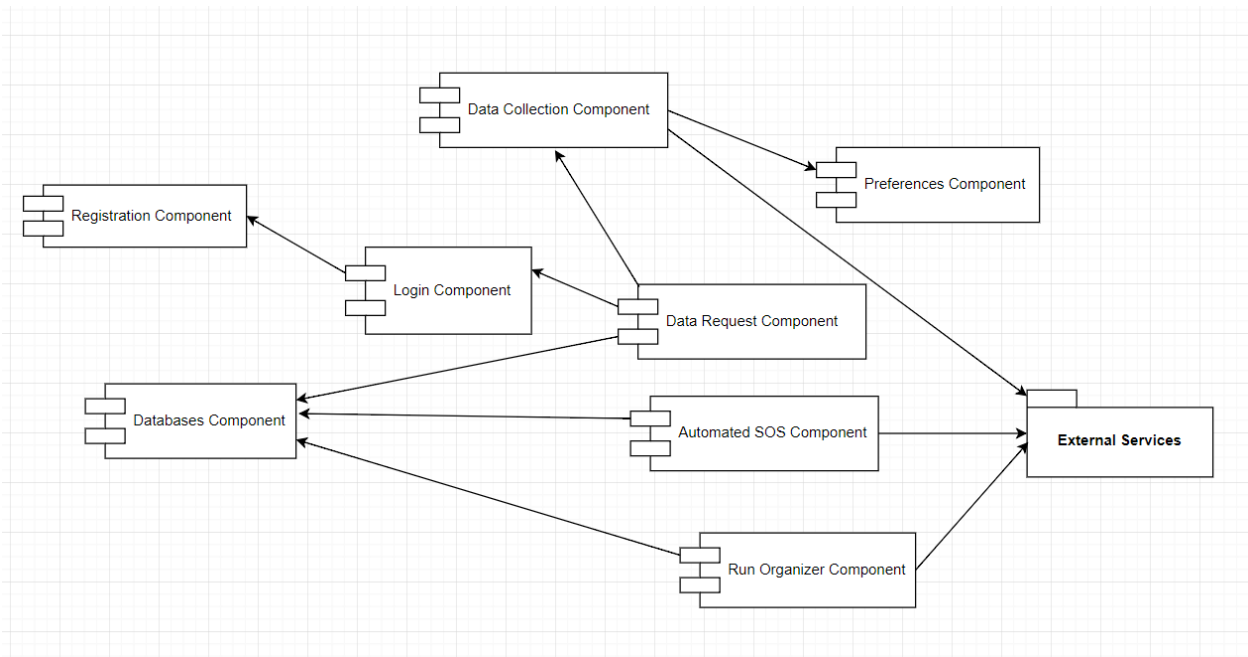 Data Collection Component
Preferences Component
Registration Component
Login Component
Data Request Component
Databases Component
Automated SOS Component
External Services
Run Organizer Component